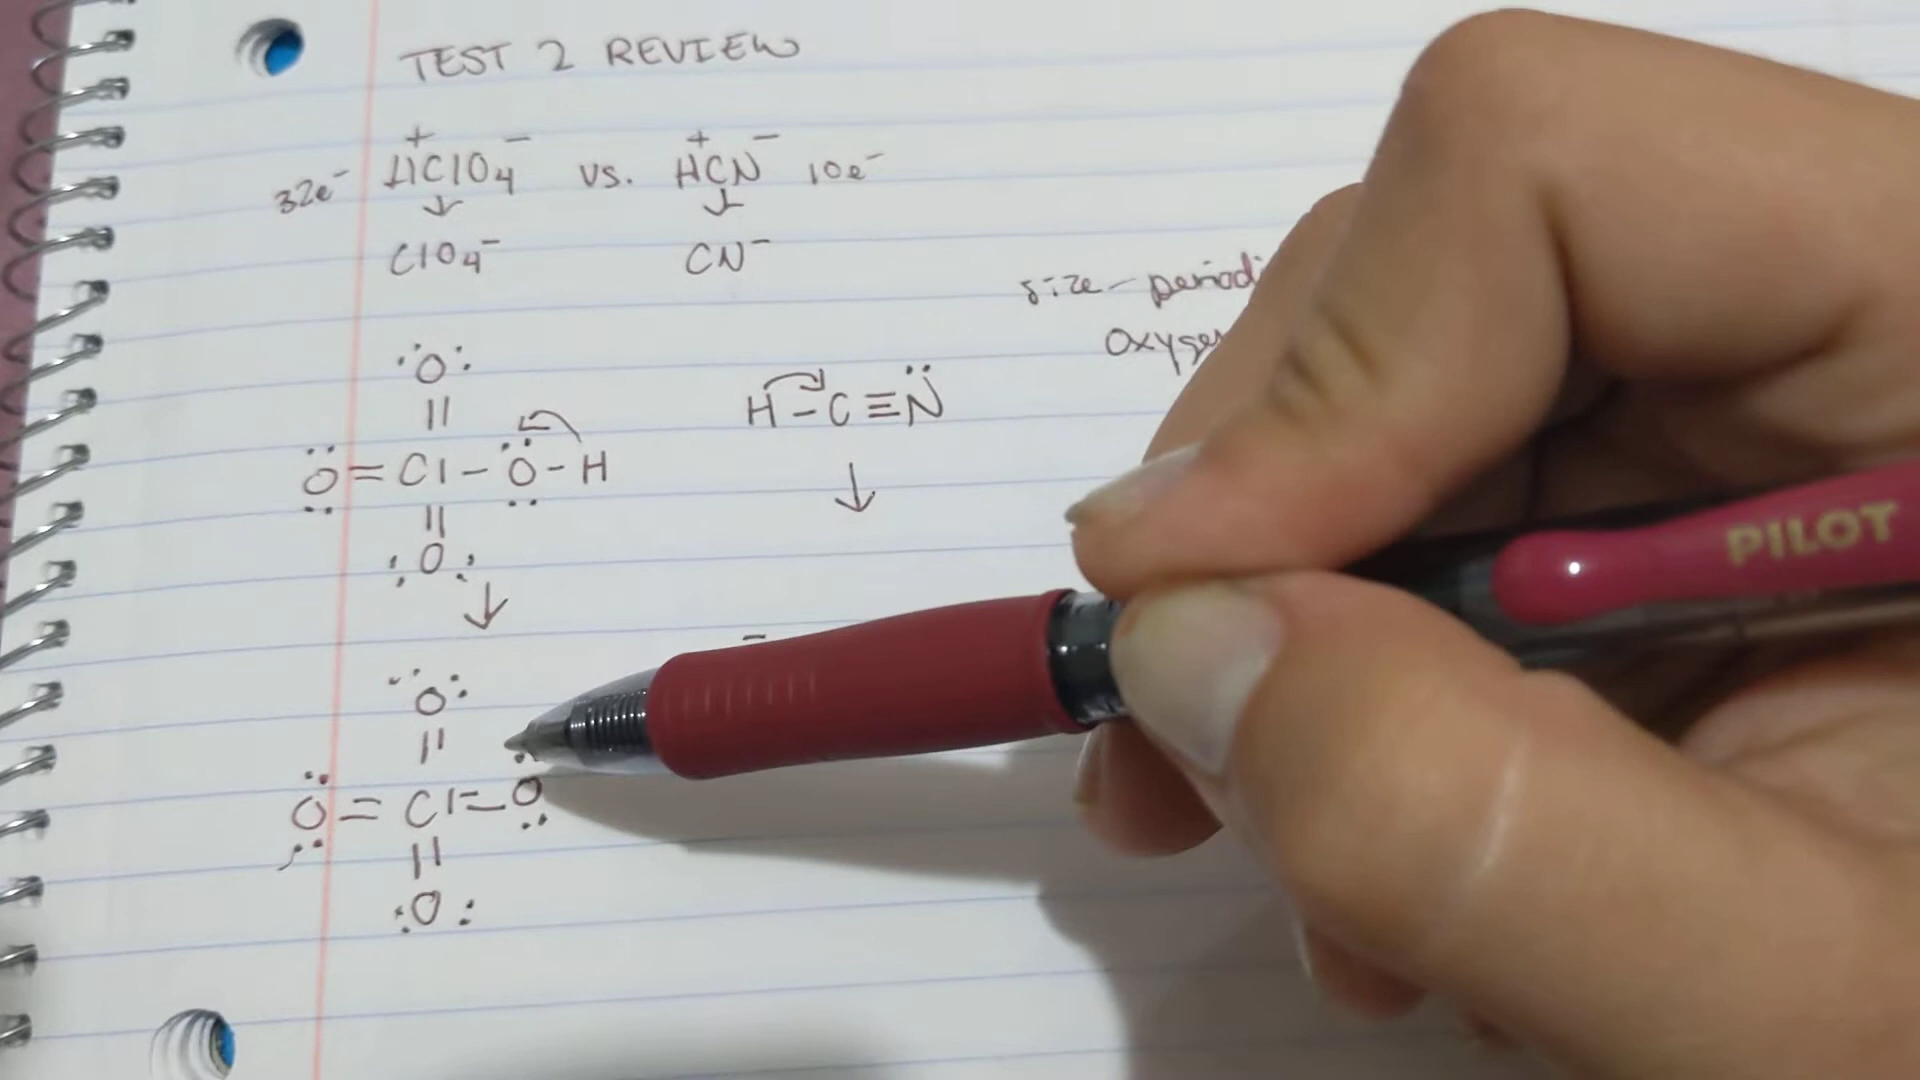 TEST 2 REVIEW
+ − + −
32e⁻ HClO4 vs. HCN 10e⁻
↓ ↓
ClO4⁻ CN⁻
size - periodi
oxyge
O
||
H - C ≡ N
O = Cl - O - H
||
O
↓ ↓
−
O
||
O = Cl = O
||
O
PILOT